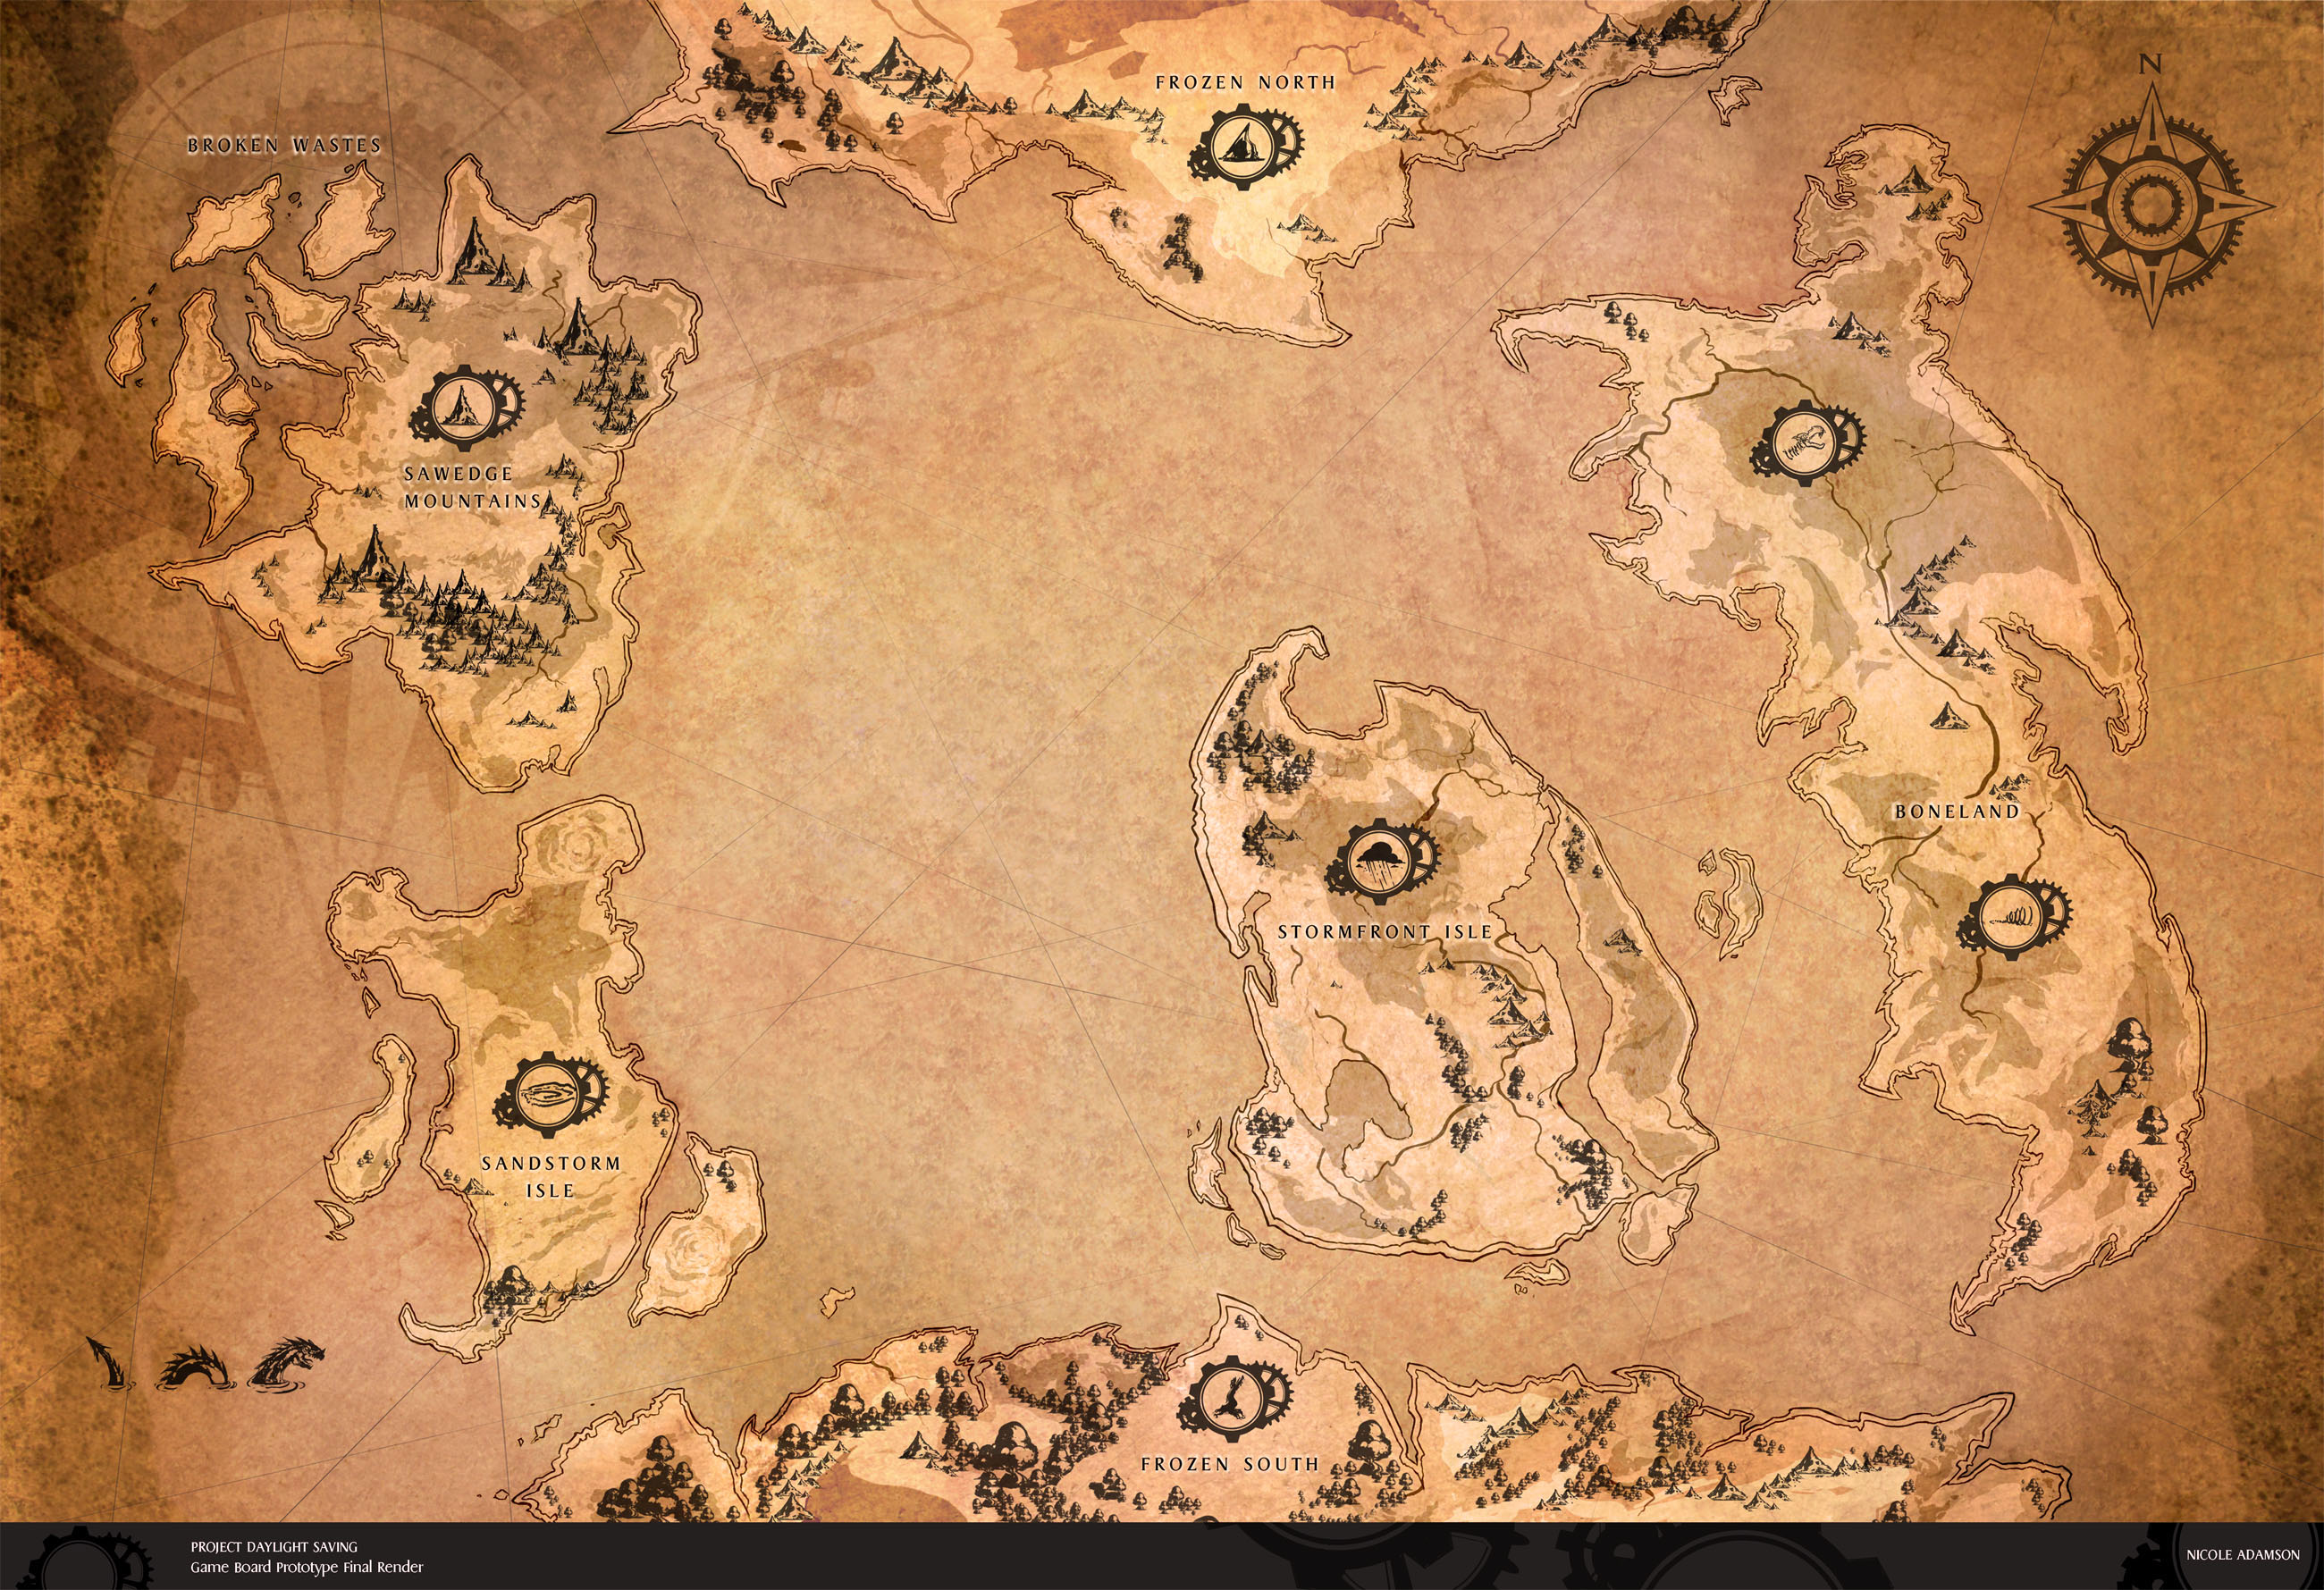 N
FROZEN NORTH
BROKEN WASTES
SAWEDGE
MOUNTAINS
BONELAND
STORMFRONT ISLE
SANDSTORM
ISLE
FROZEN SOUTH
PROJECT DAYLIGHT SAVING
Game Board Prototype Final Render
NICOLE ADAMSON